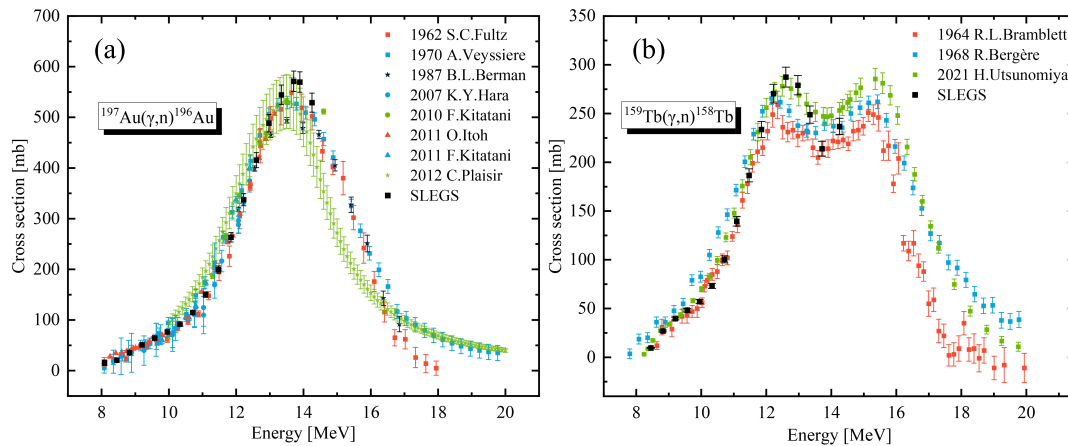 (a)
1962 S.C.Fultz
1970 A.Veyssiere
1987 B.L.Berman
2007 K.Y.Hara
2010 F.Kitatani
2011 O.Itoh
2011 F.Kitatani
2012 C.Plaisir
SLEGS
¹⁹⁷Au(γ,n)¹⁹⁶Au
Cross section [mb]
700
600
500
400
300
200
100
0
8 10 12 14 16 18 20
Energy [MeV]
(b)
1964 R.L.Bramblett
1968 R.Bergère
2021 H.Utsunomiya
SLEGS
¹⁵⁹Tb(γ,n)¹⁵⁸Tb
Cross section [mb]
350
300
250
200
150
100
50
0
8 10 12 14 16 18 20
Energy [MeV]